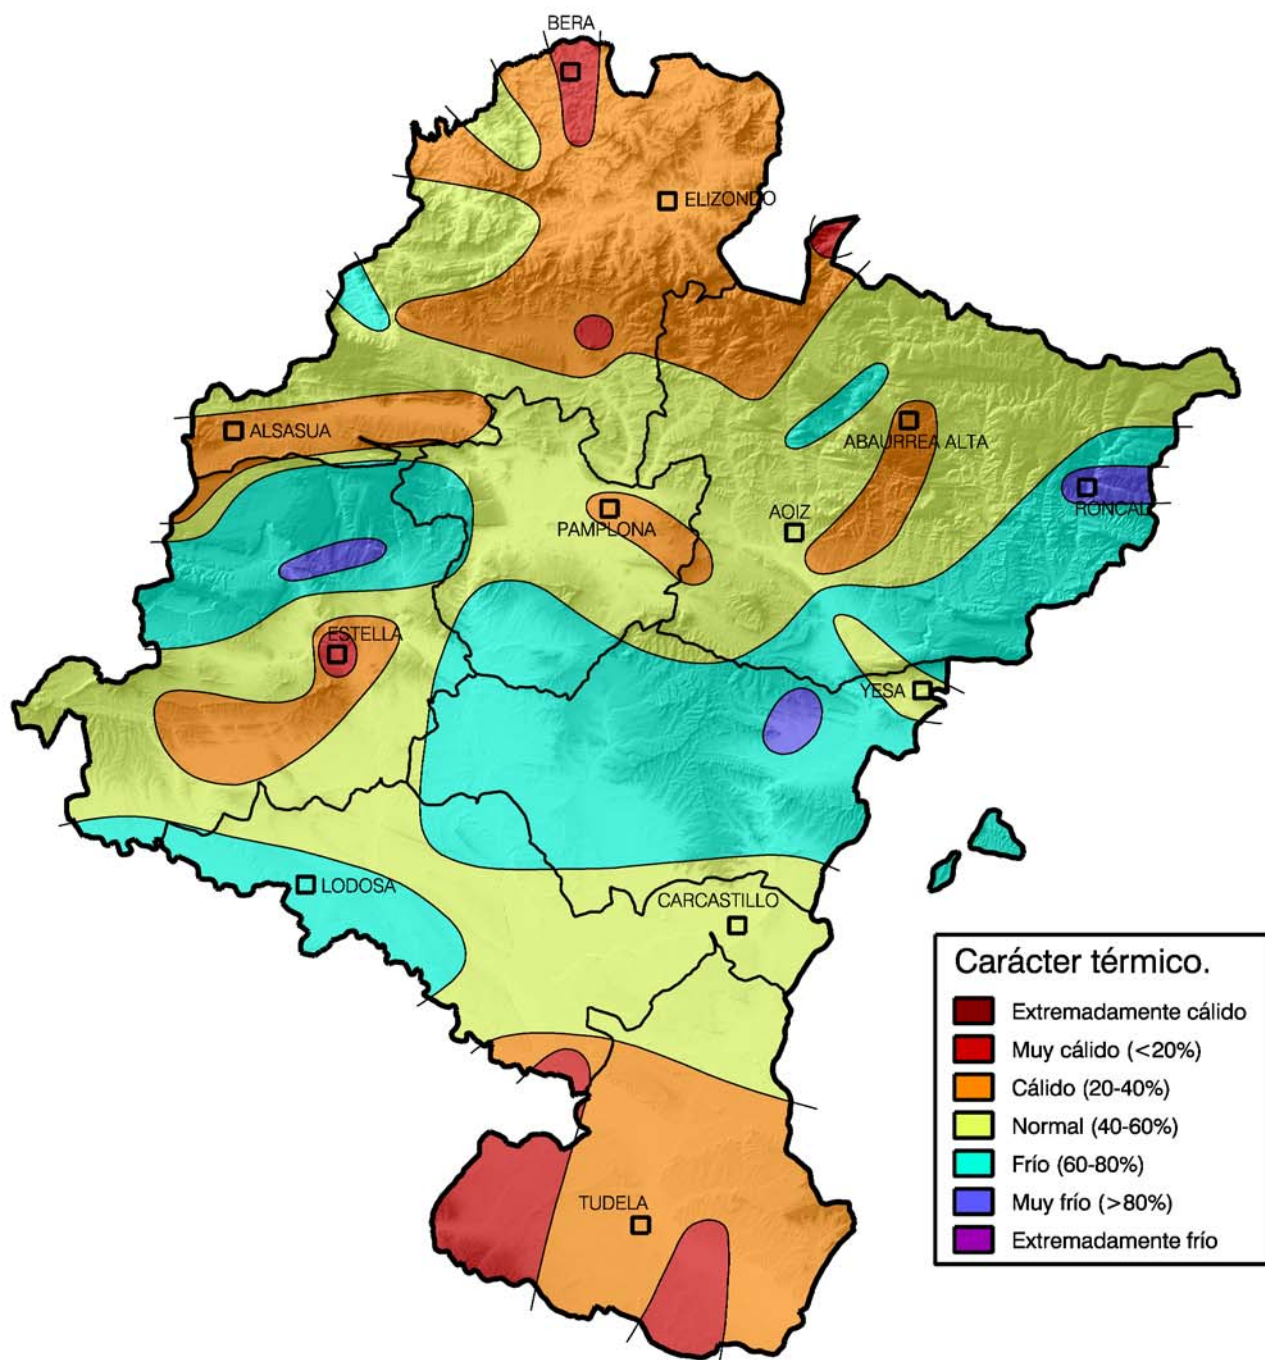 BERA
ELIZONDO
ALSASUA
ABAURREA ALTA
RONCAL
PAMPLONA
AOIZ
ESTELLA
YESA
LODOSA
CARCASTILLO
TUDELA
Carácter térmico.
Extremadamente cálido
Muy cálido (<20%)
Cálido (20-40%)
Normal (40-60%)
Frío (60-80%)
Muy frío (>80%)
Extremadamente frío